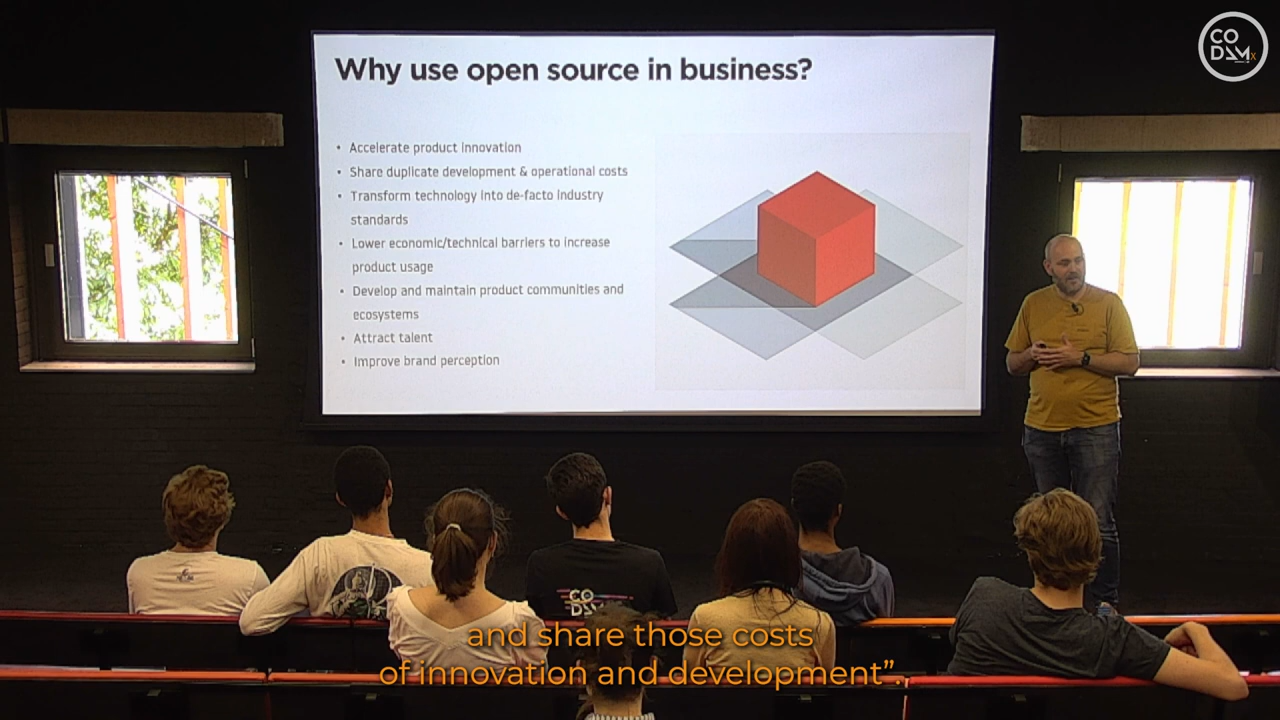 CO
DAMx
Why use open source in business?
• Accelerate product innovation
• Share duplicate development & operational costs
• Transform technology into de-facto industry
standards
• Lower economic/technical barriers to increase
product usage
• Develop and maintain product communities and
ecosystems
• Attract talent
• Improve brand perception
CO
DAM
and share those costs
of innovation and development”.